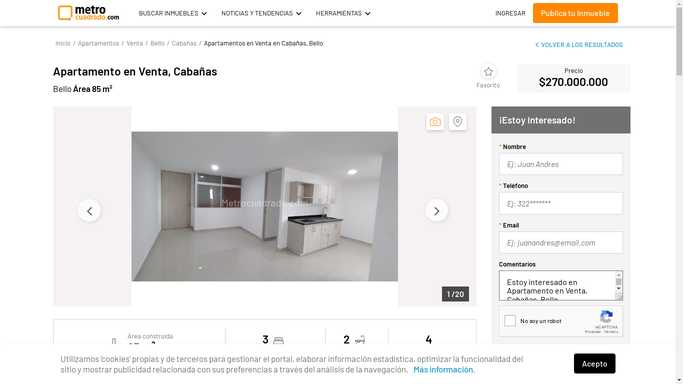 metro
cuadrado.com
BUSCAR INMUEBLES
NOTICIAS Y TENDENCIAS
HERRAMIENTAS
INGRESAR
Publica tu Inmueble
Inicio / Apartamentos / Venta / Bello / Cabañas / Apartamentos en Venta en Cabañas, Bello
VOLVER A LOS RESULTADOS
Apartamento en Venta, Cabañas
Bello Área 85 m²
Favorito
Precio
$270.000.000
Metrocuadrado.com
1 / 20
¡Estoy Interesado!
* Nombre
Ej: Juan Andres
* Teléfono
Ej: 322*******
* Email
Ej: juanandres@email.com
Comentarios
Estoy interesado en
Apartamento en Venta,
Cabañas, Bello
No soy un robot
reCAPTCHA
Privacidad - Términos
Área construida
3
2
4
Utilizamos 'cookies' propias y de terceros para gestionar el portal, elaborar información estadística, optimizar la funcionalidad del
sitio y mostrar publicidad relacionada con sus preferencias a través del análisis de la navegación. Más información.
Acepto